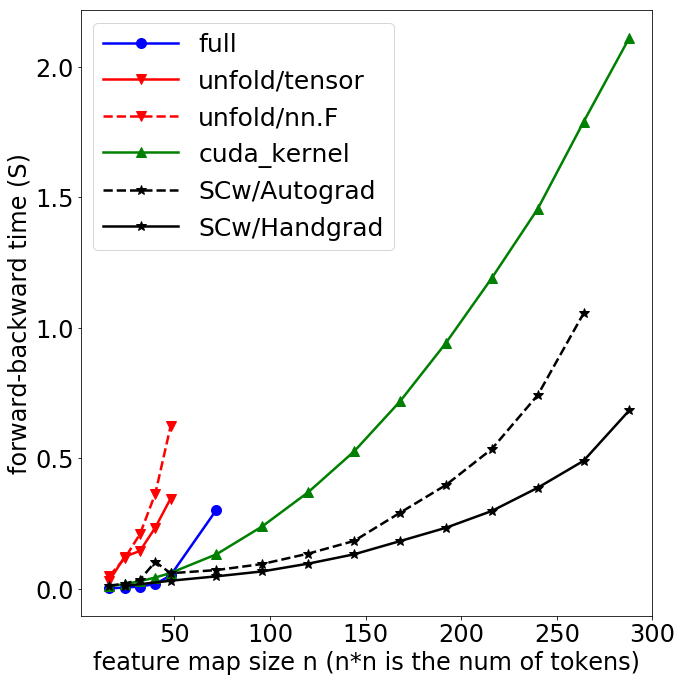 full
unfold/tensor
unfold/nn.F
cuda_kernel
SCw/Autograd
SCw/Handgrad
forward-backward time (S)
2.0
1.5
1.0
0.5
0.0
50 100 150 200 250 300
feature map size n (n*n is the num of tokens)